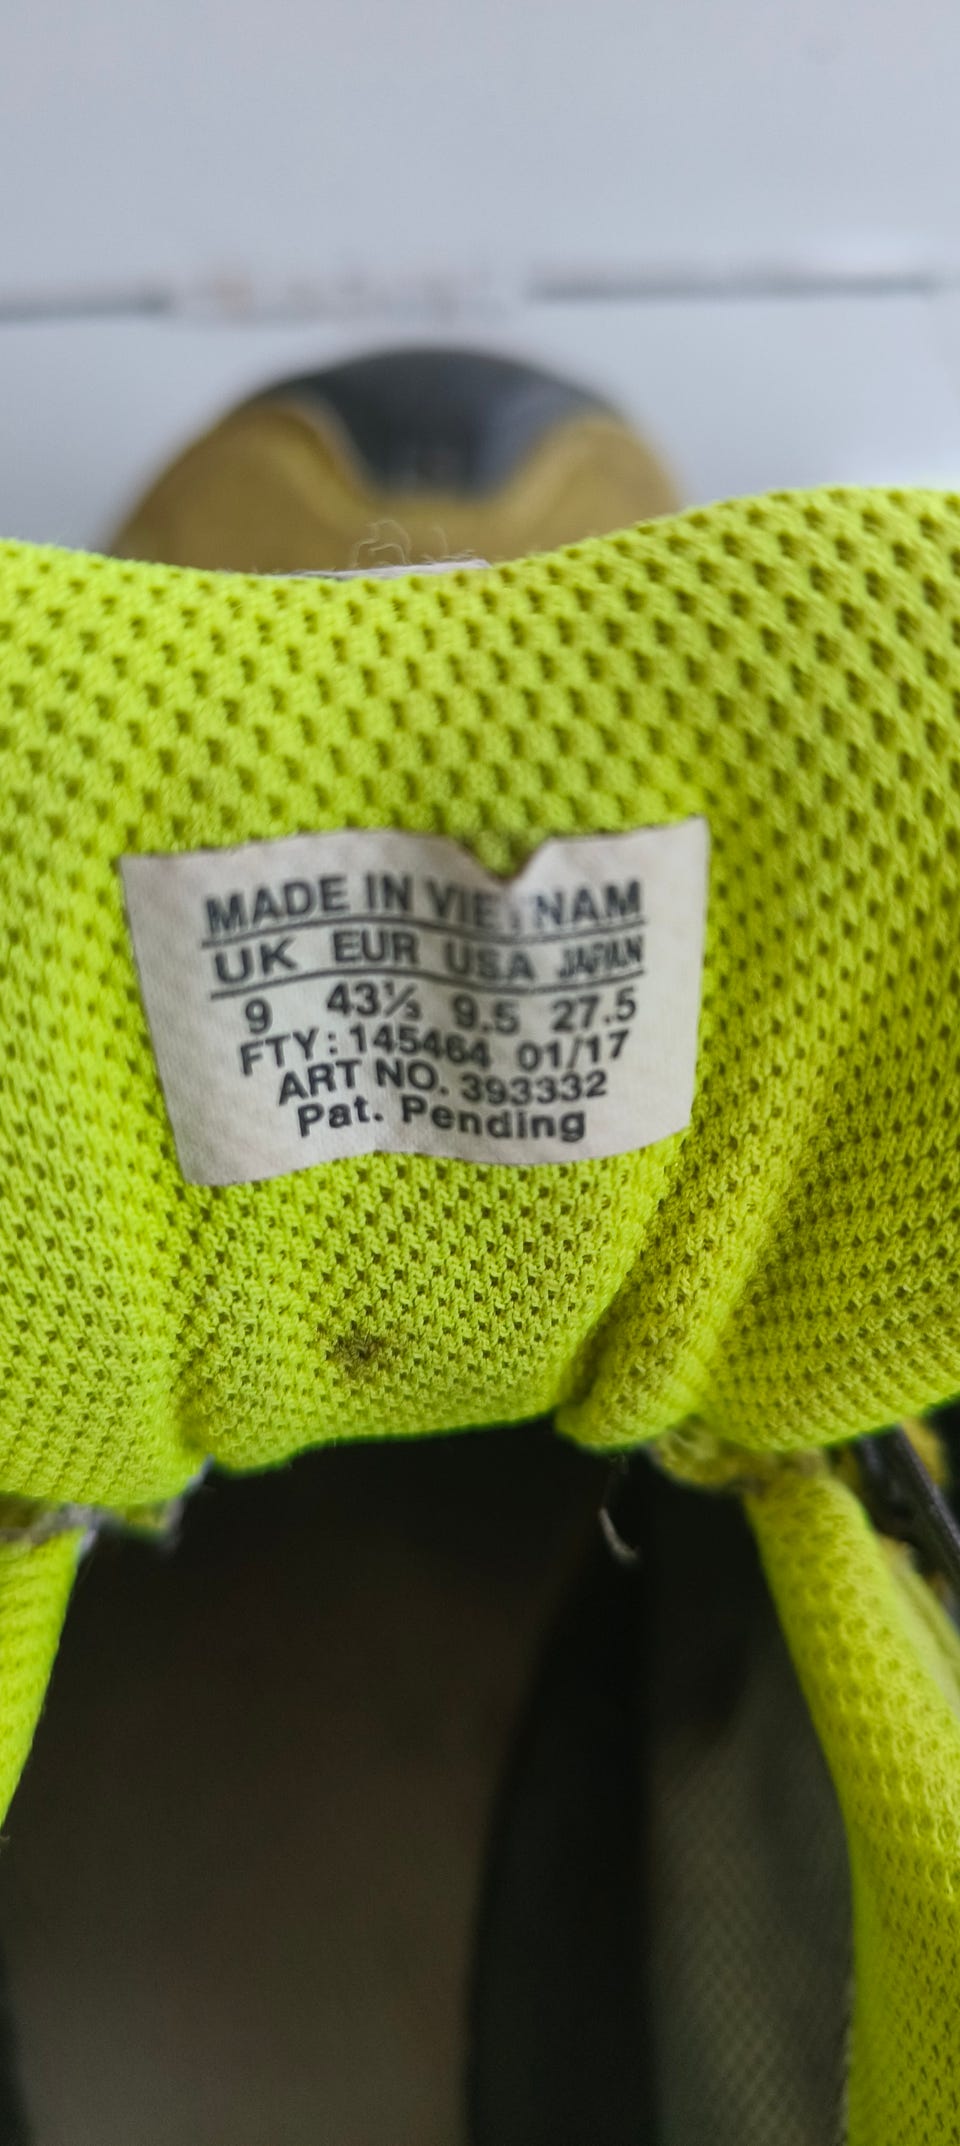 MADE IN VIETNAM
UK EUR USA JAPAN
9 43⅓ 9.5 27.5
FTY: 145464 01/17
ART NO. 393332
Pat. Pending